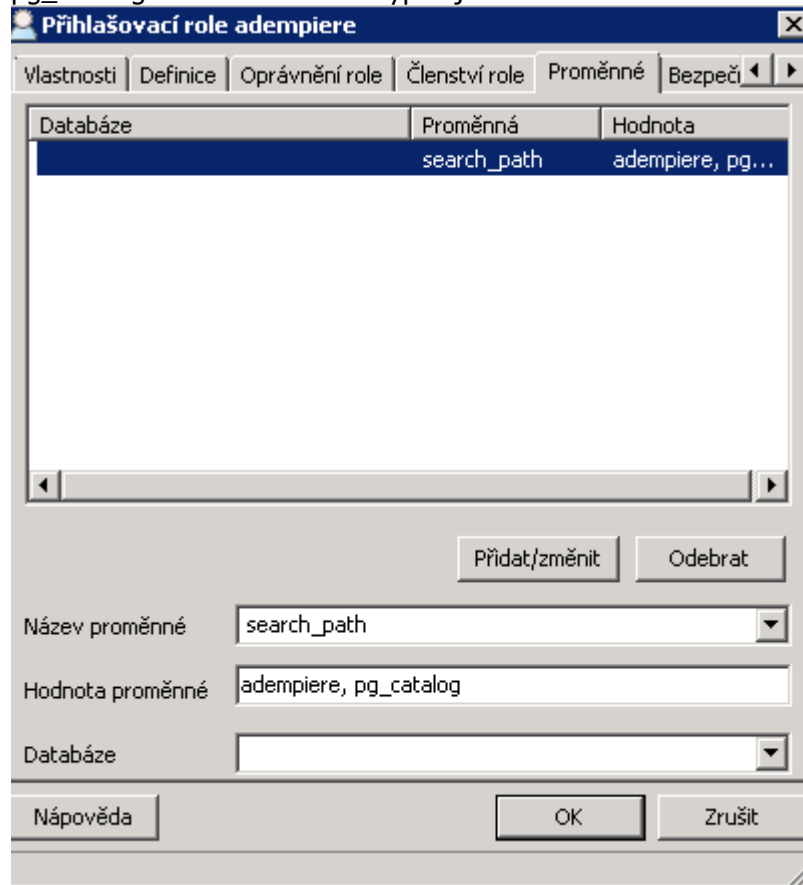 Přihlašovací role adempiere
Vlastnosti Definice Oprávnění role Členství role Proměnné Bezpeči
Databáze Proměnná Hodnota
search_path adempiere, pg...
Přidat/změnit Odebrat
Název proměnné search_path
Hodnota proměnné adempiere, pg_catalog
Databáze
Nápověda OK Zrušit